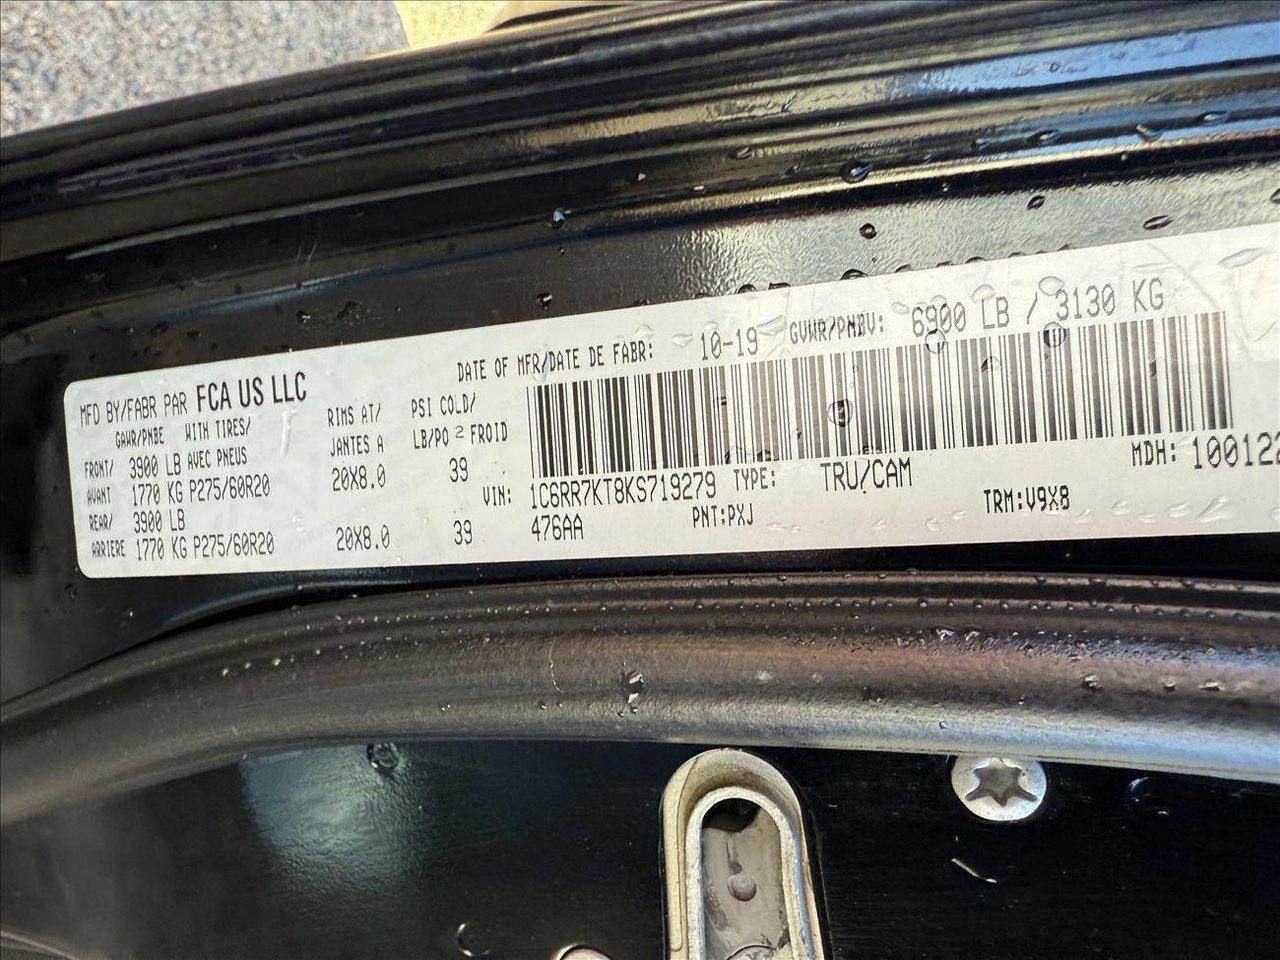 MFD BY/FABR PAR FCA US LLC
DATE OF MFR/DATE DE FABR: 10-19
GVWR/PNBV: 6900 LB / 3130 KG
GAWR/PNBE WITH TIRES/ RIMS AT/ PSI COLD/
AVEC PNEUS JANTES A LB/PO² FROID
FRONT/ 3900 LB
AVANT 1770 KG P275/60R20 20X8.0 39
REAR/ 3900 LB
ARRIERE 1770 KG P275/60R20 20X8.0 39
VIN: 1C6RR7KT8KS719279 TYPE: TRU/CAM MDH: 100122
476AA PNT:PXJ TRM:V9X8